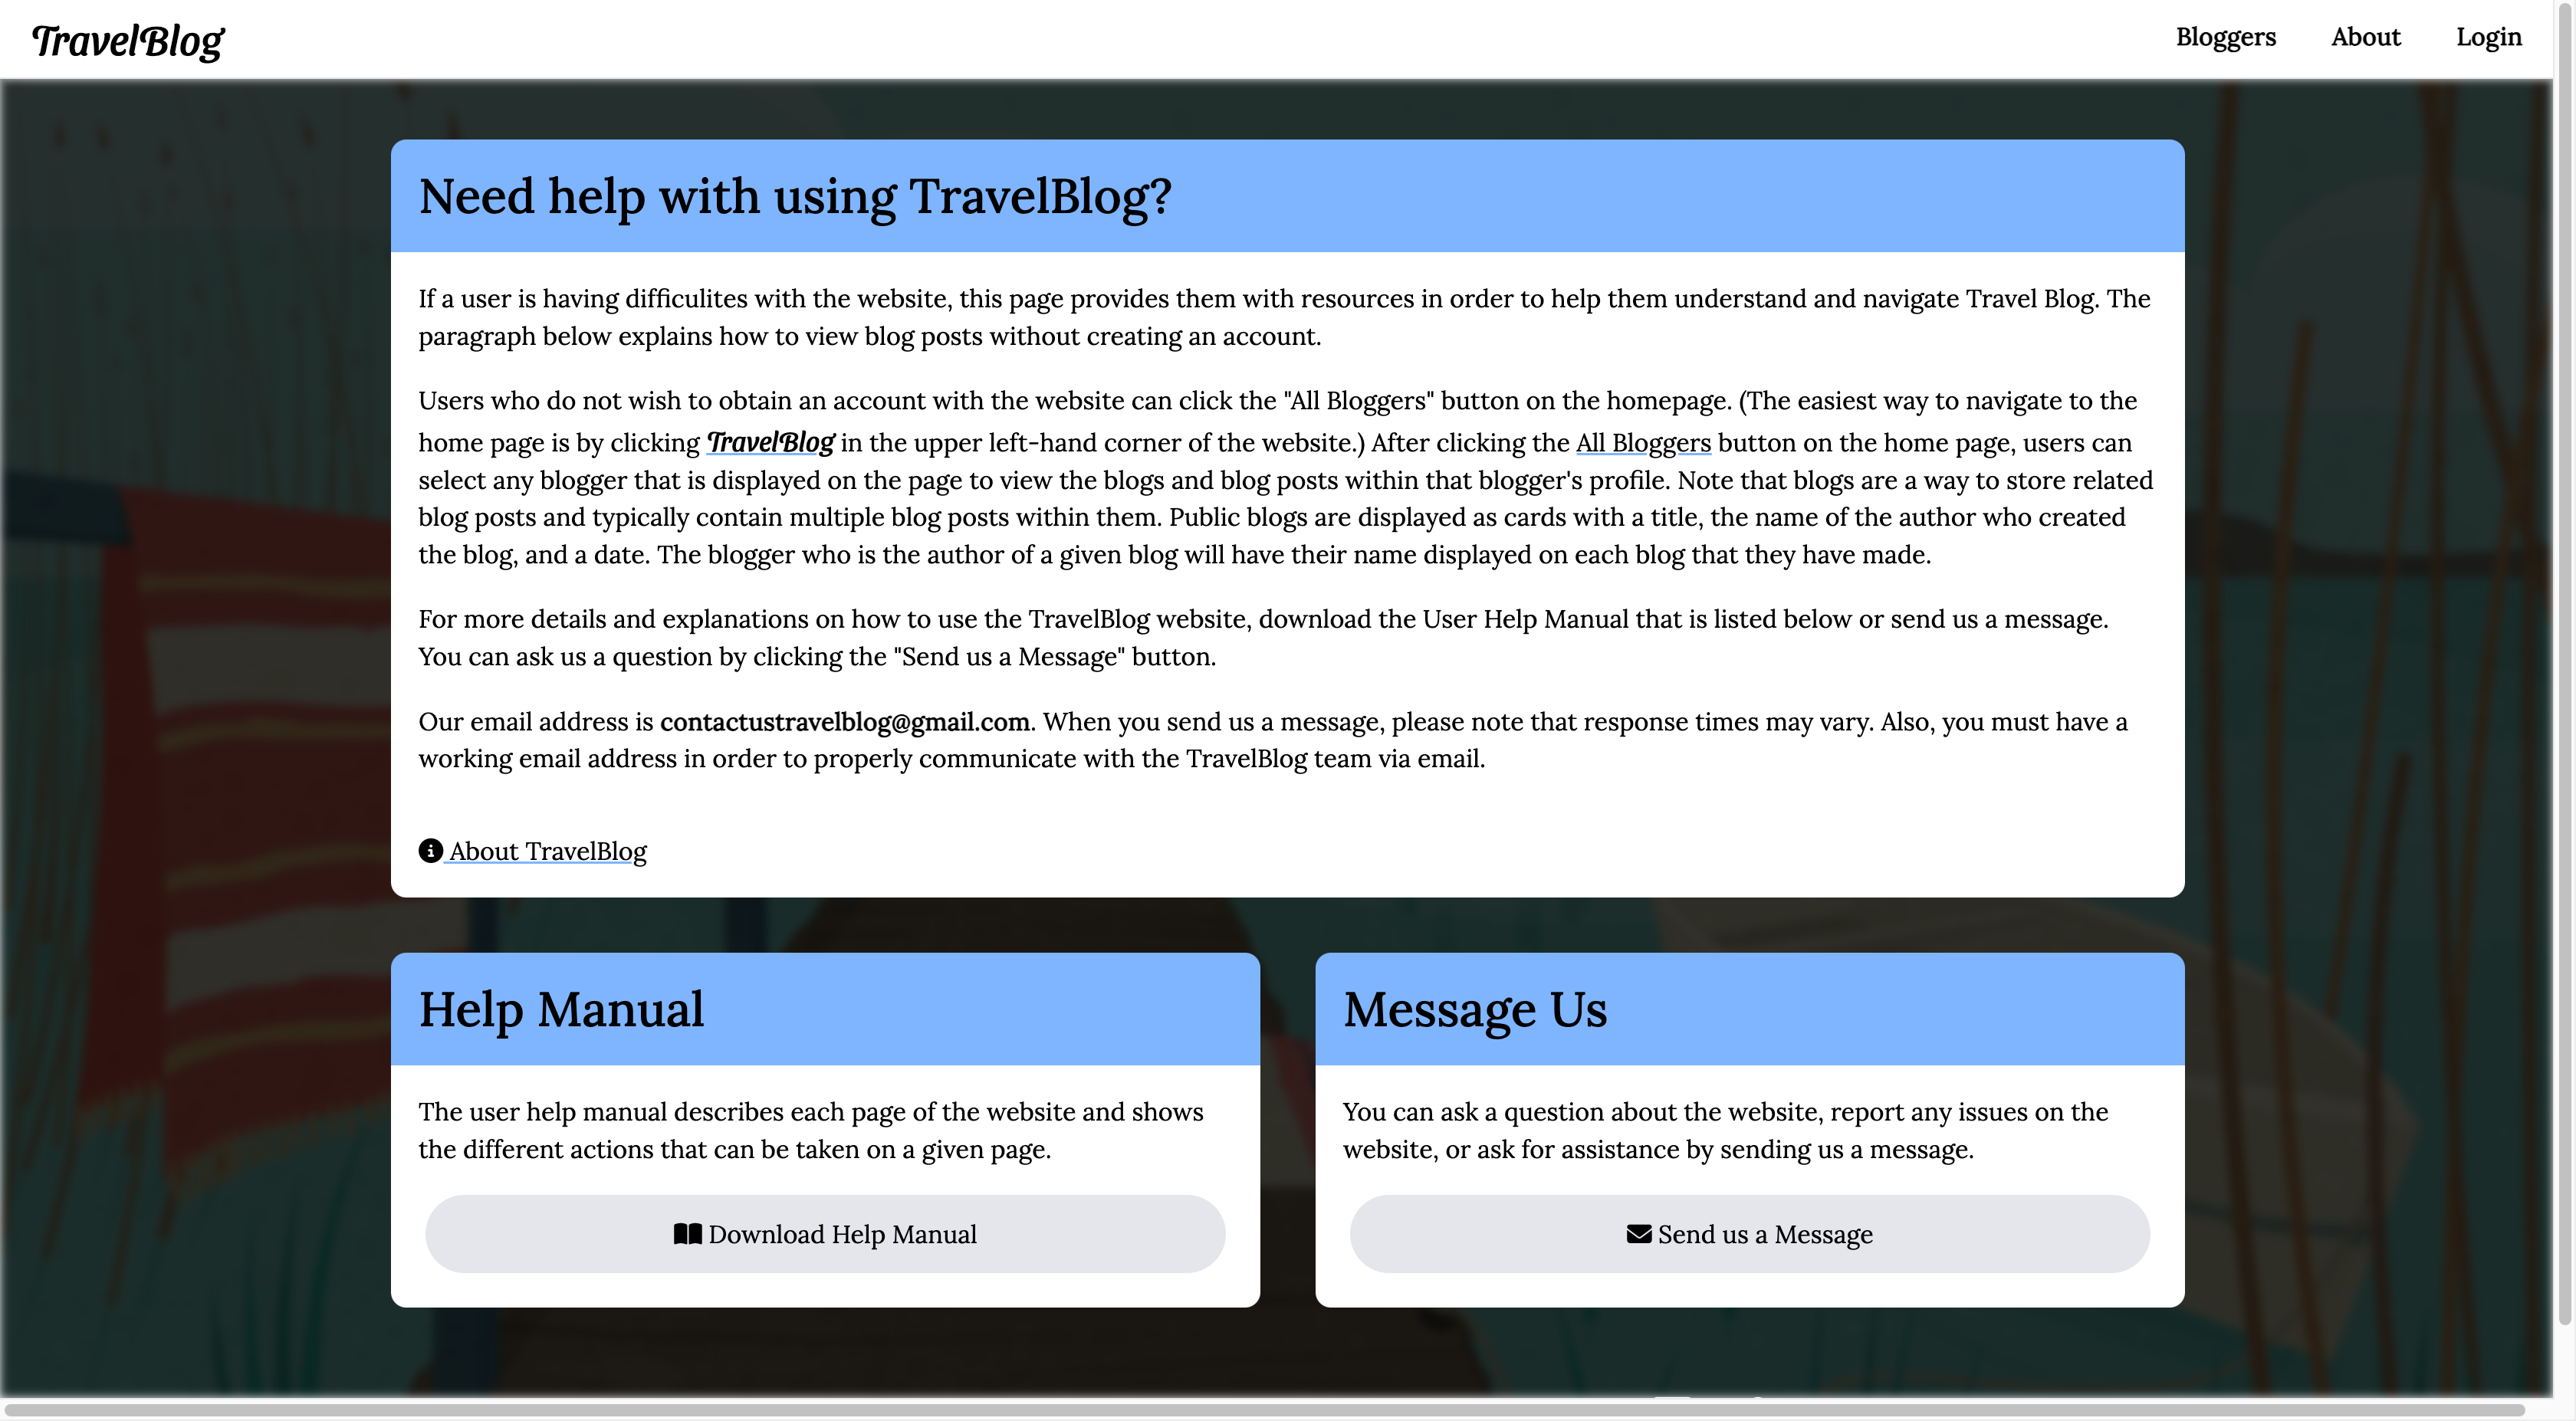 TravelBlog
Bloggers About Login
Need help with using TravelBlog?
If a user is having difficulites with the website, this page provides them with resources in order to help them understand and navigate Travel Blog. The
paragraph below explains how to view blog posts without creating an account.
Users who do not wish to obtain an account with the website can click the "All Bloggers" button on the homepage. (The easiest way to navigate to the
home page is by clicking TravelBlog in the upper left-hand corner of the website.) After clicking the All Bloggers button on the home page, users can
select any blogger that is displayed on the page to view the blogs and blog posts within that blogger's profile. Note that blogs are a way to store related
blog posts and typically contain multiple blog posts within them. Public blogs are displayed as cards with a title, the name of the author who created
the blog, and a date. The blogger who is the author of a given blog will have their name displayed on each blog that they have made.
For more details and explanations on how to use the TravelBlog website, download the User Help Manual that is listed below or send us a message.
You can ask us a question by clicking the "Send us a Message" button.
Our email address is contactustravelblog@gmail.com. When you send us a message, please note that response times may vary. Also, you must have a
working email address in order to properly communicate with the TravelBlog team via email.
About TravelBlog
Help Manual
The user help manual describes each page of the website and shows
the different actions that can be taken on a given page.
Download Help Manual
Message Us
You can ask a question about the website, report any issues on the
website, or ask for assistance by sending us a message.
Send us a Message